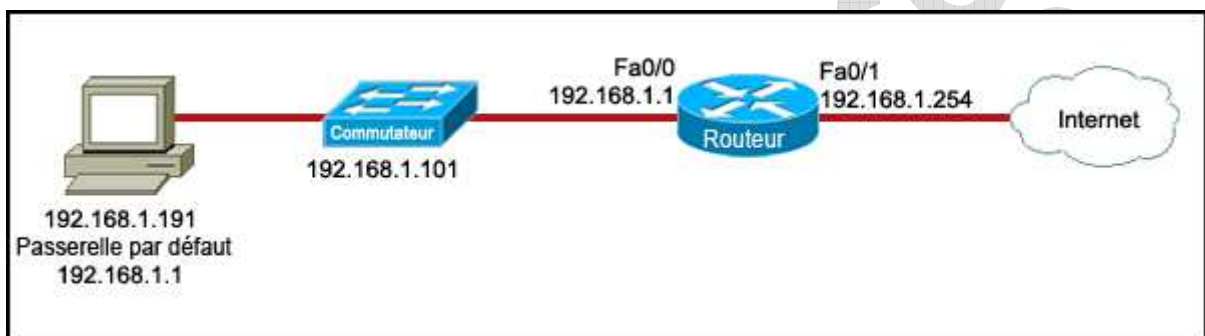 Fa0/0
192.168.1.1
Fa0/1
192.168.1.254
Internet
Commutateur
Routeur
192.168.1.101
192.168.1.191
Passerelle par défaut
192.168.1.1